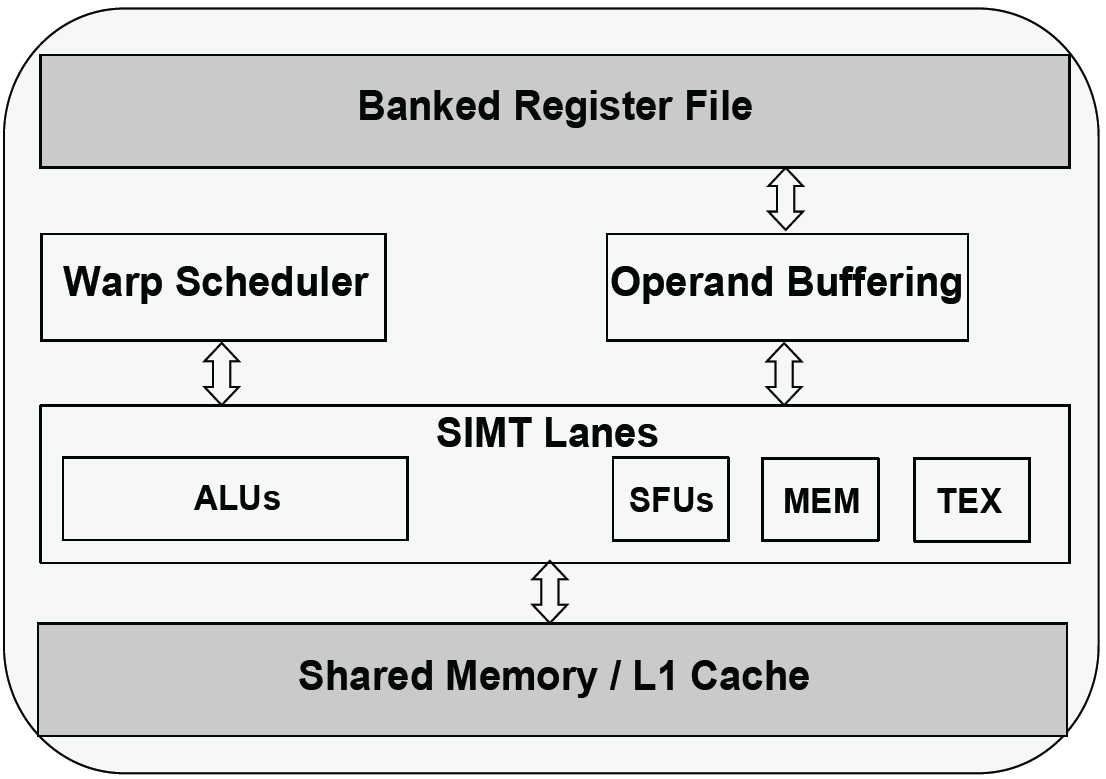 Banked Register File
Warp Scheduler
Operand Buffering
SIMT Lanes
ALUs
SFUs
MEM
TEX
Shared Memory / L1 Cache